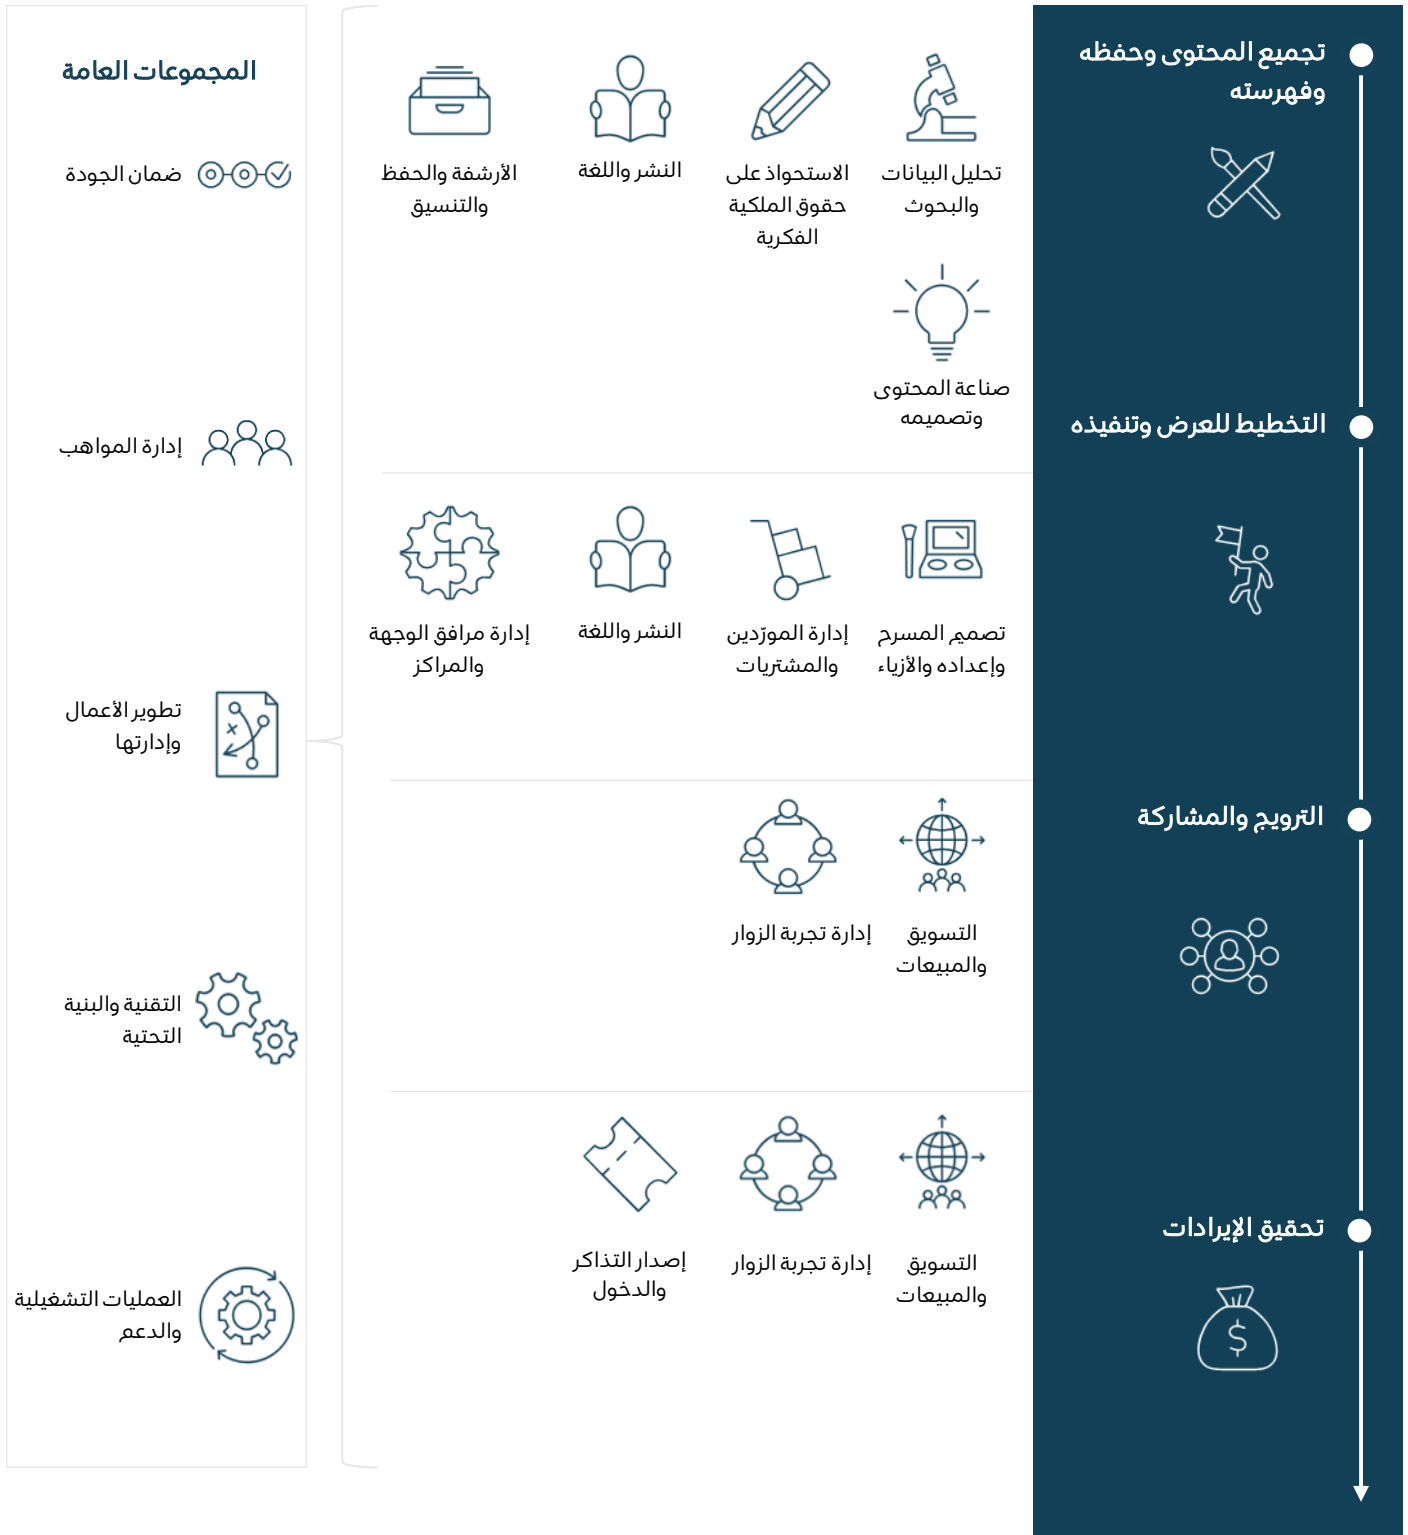 تجميع المحتوى وحفظه
وفهرسته
تحليل البيانات
والبحوث
الاستحواذ على
حقوق الملكية
الفكرية
النشر واللغة
الأرشفة والحفظ
والتنسيق
صناعة المحتوى
وتصميمه
التخطيط للعرض وتنفيذه
تصميم المسرح
وإعداده والأزياء
إدارة المورّدين
والمشتريات
النشر واللغة
إدارة مرافق الوجهة
والمراكز
الترويج والمشاركة
التسويق
والمبيعات
إدارة تجربة الزوار
تحقيق الإيرادات
التسويق
والمبيعات
إدارة تجربة الزوار
إصدار التذاكر
والدخول
المجموعات العامة
ضمان الجودة
إدارة المواهب
تطوير الأعمال
وإدارتها
التقنية والبنية
التحتية
العمليات التشغيلية
والدعم